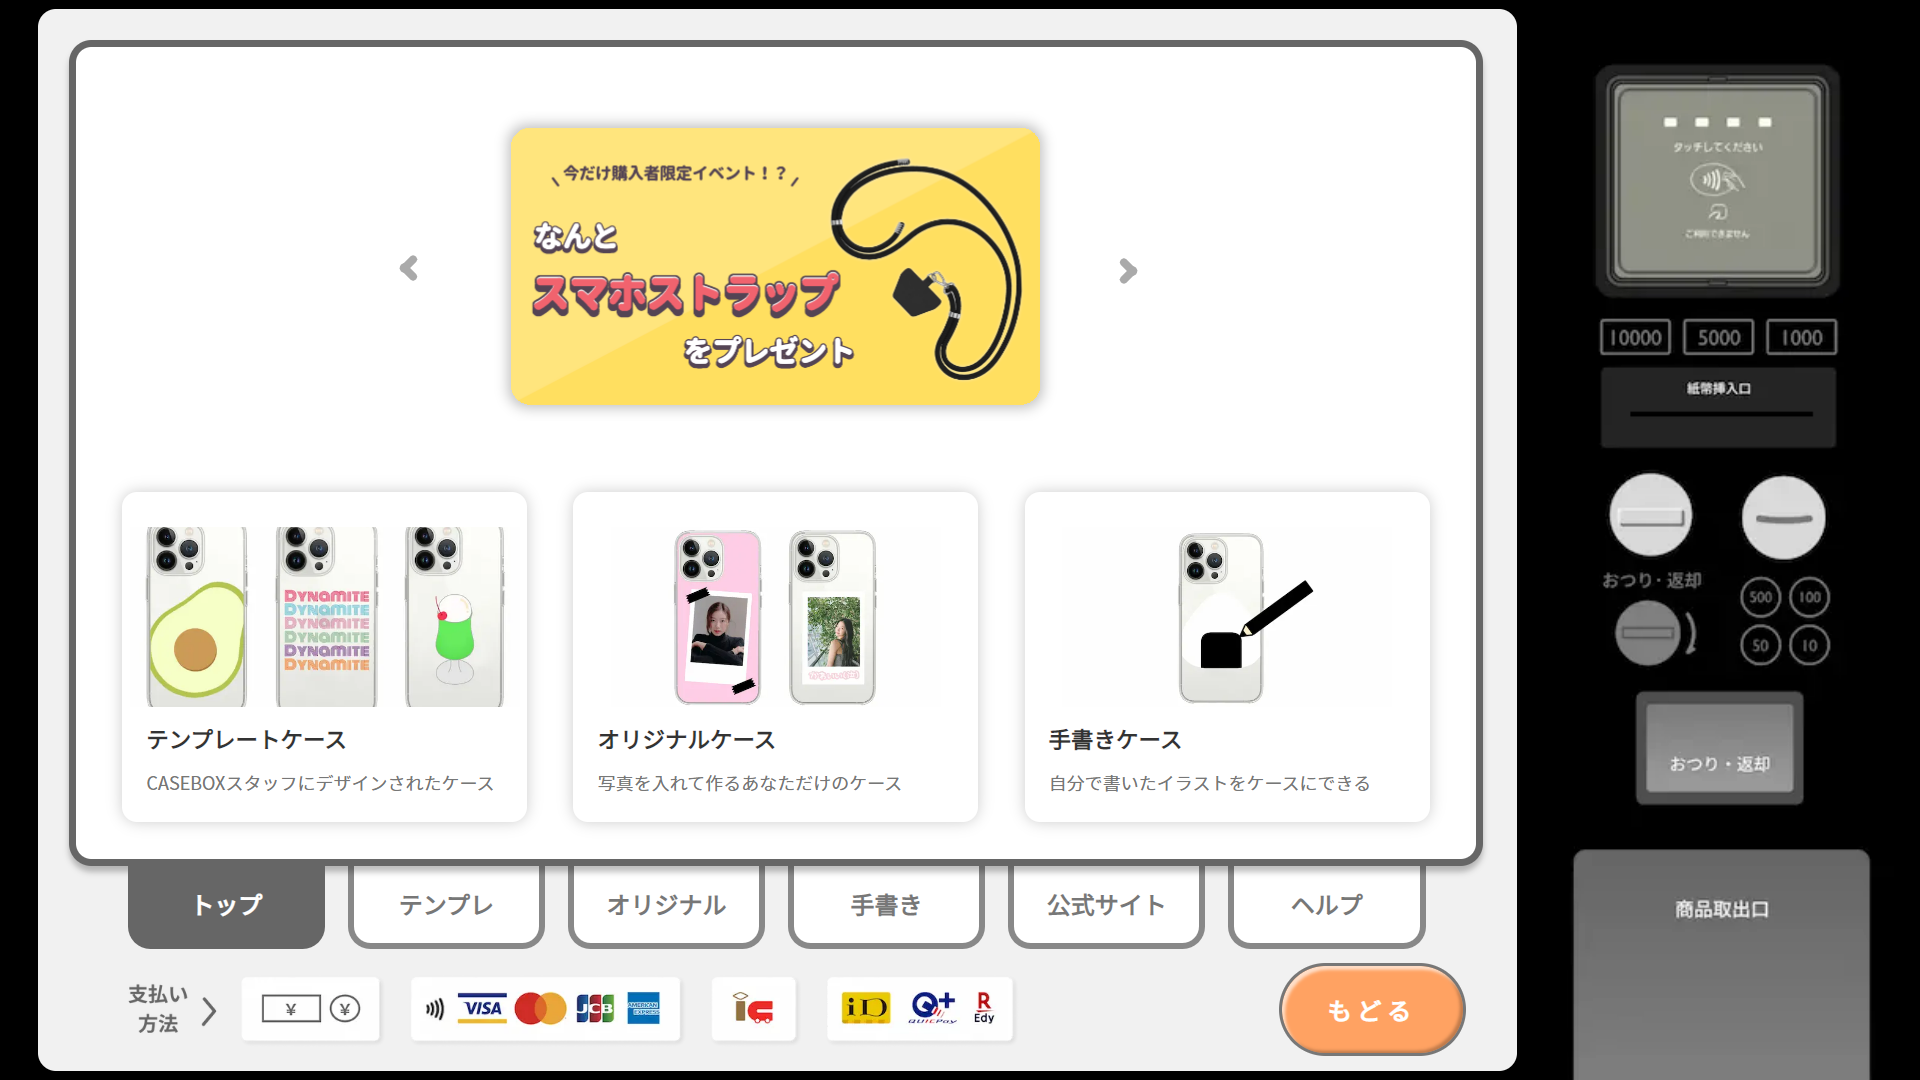 ＼今だけ購入者限定イベント！？／
なんと
スマホストラップ
をプレゼント
DYNAMITE
DYNAMITE
DYNAMITE
DYNAMITE
DYNAMITE
DYNAMITE
テンプレートケース
CASEBOXスタッフにデザインされたケース
オリジナルケース
写真を入れて作るあなただけのケース
手書きケース
自分で書いたイラストをケースにできる
トップ
テンプレ
オリジナル
手書き
公式サイト
ヘルプ
支払い
方法
¥ ¥
VISA
JCB
AMERICAN
EXPRESS
ic
iD
QUICPay
R
Edy
もどる
タッチしてください
ご利用できません
10000 5000 1000
紙幣挿入口
おつり・返却
500 100
50 10
おつり・返却
商品取出口